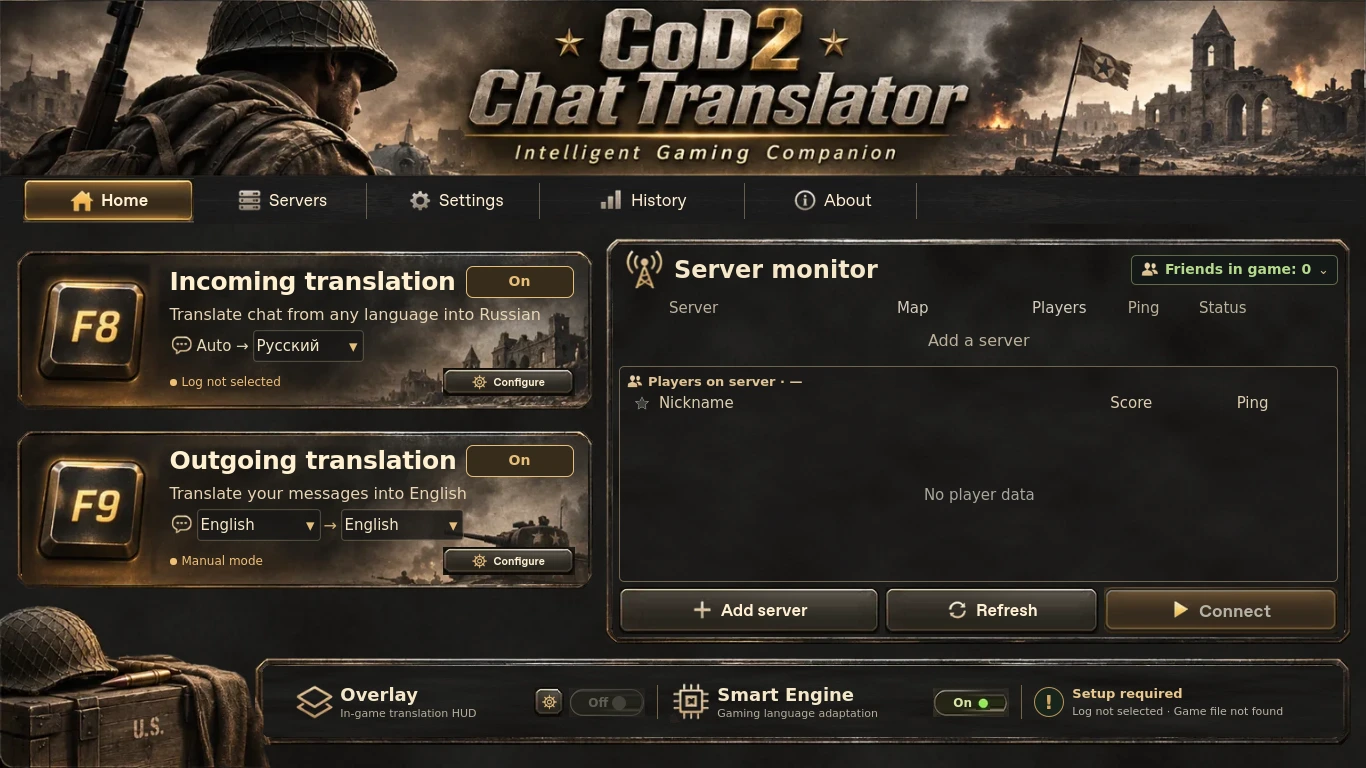 CoD2
Chat Translator
Intelligent Gaming Companion
Home
Servers
Settings
History
About
F8
Incoming translation
On
Translate chat from any language into Russian
Auto → Русский ▾
● Log not selected
Configure
F9
Outgoing translation
On
Translate your messages into English
English ▾ → English ▾
● Manual mode
Configure
Server monitor
Friends in game: 0
Server Map Players Ping Status
Add a server
Players on server · —
Nickname Score Ping
No player data
Add server
Refresh
Connect
U.S.
Overlay
In-game translation HUD
Off
Smart Engine
Gaming language adaptation
On
!
Setup required
Log not selected · Game file not found